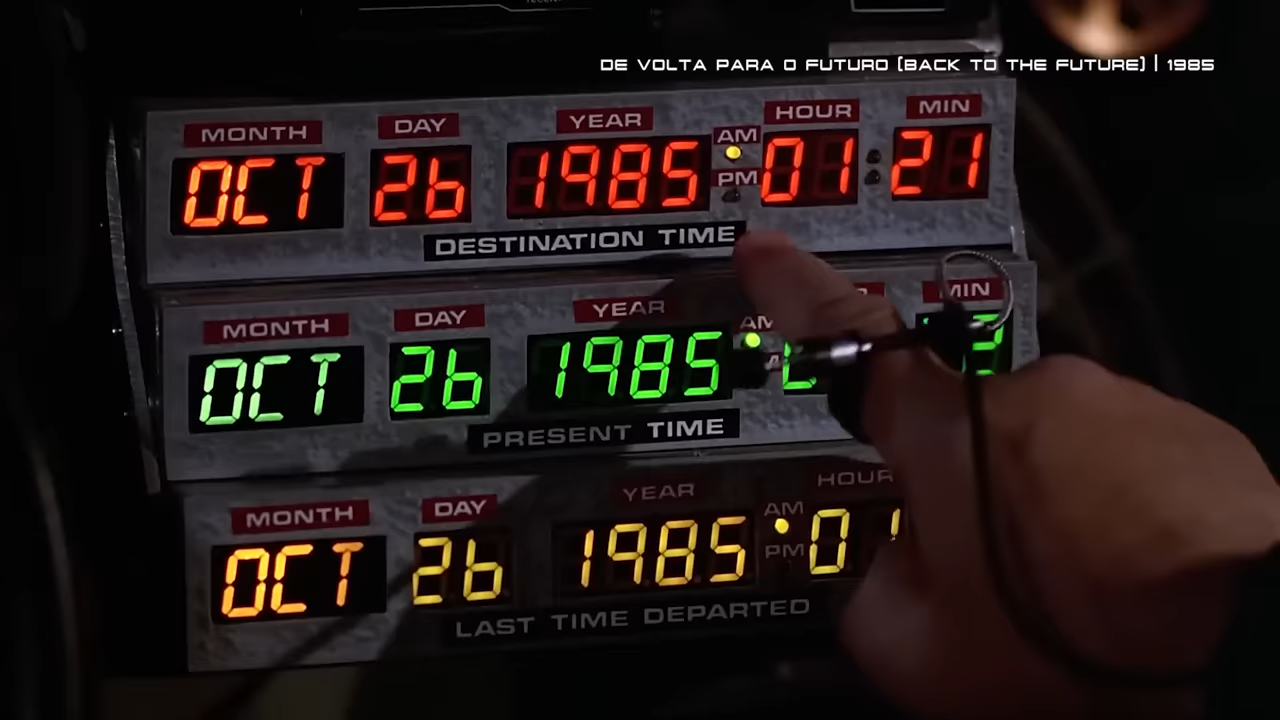 DE VOLTA PARA O FUTURO (BACK TO THE FUTURE) | 1985
MONTH DAY YEAR AM PM HOUR MIN
OCT 26 1985 01:21
DESTINATION TIME
MONTH DAY YEAR AM MIN
OCT 26 1985
PRESENT TIME
MONTH DAY YEAR AM PM HOUR
OCT 26 1985 0
LAST TIME DEPARTED